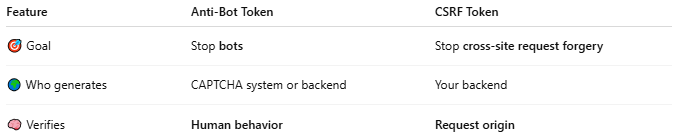 Feature Anti-Bot Token CSRF Token
🎯 Goal Stop bots Stop cross-site request forgery
🌍 Who generates CAPTCHA system or backend Your backend
🧠 Verifies Human behavior Request origin